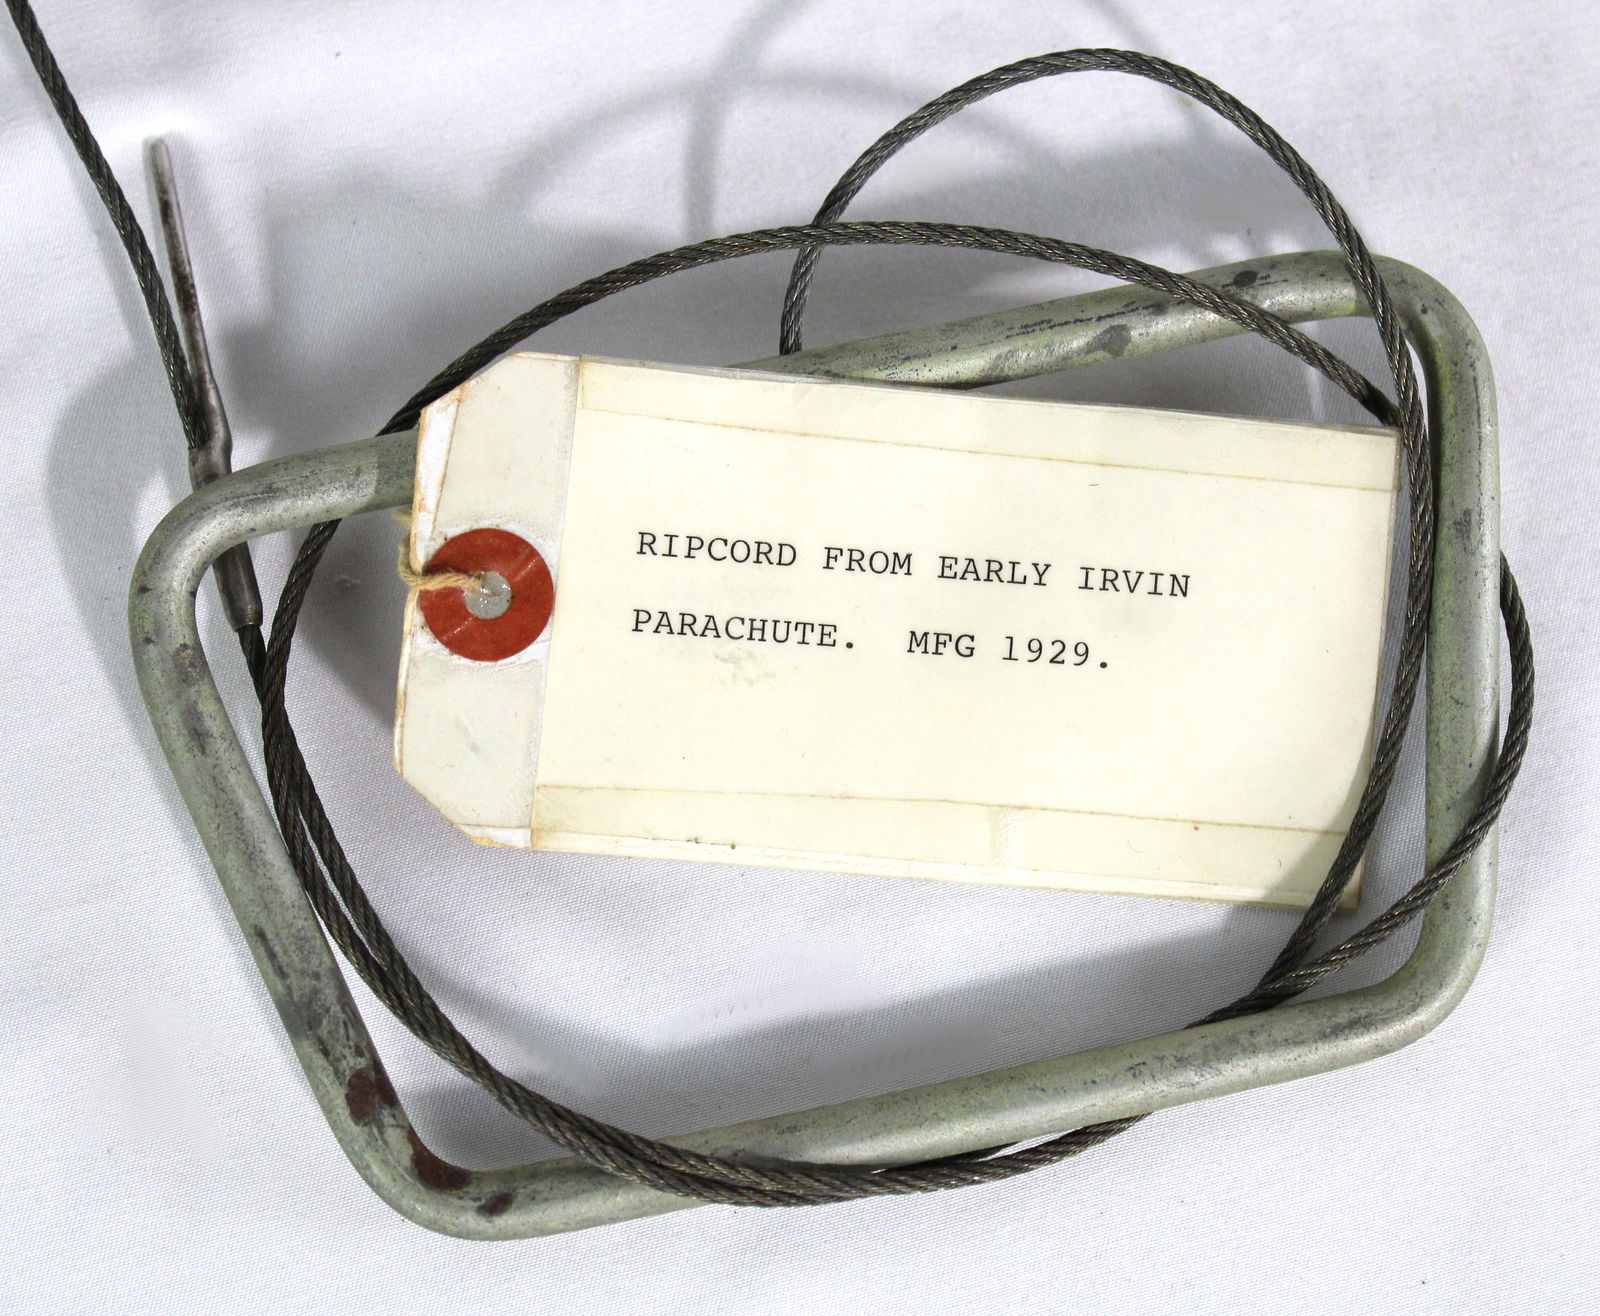 RIPCORD FROM EARLY IRVIN
PARACHUTE. MFG 1929.